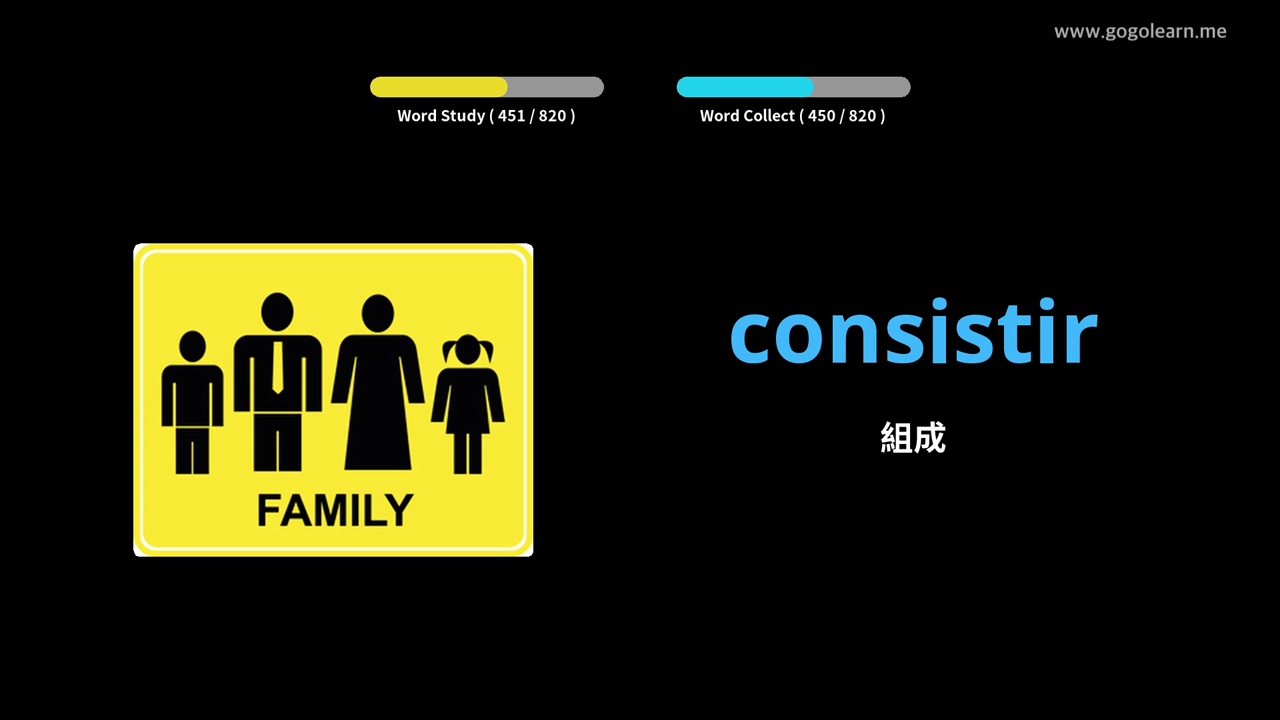 www.gogolearn.me
Word Study ( 451 / 820 )
Word Collect ( 450 / 820 )
FAMILY
consistir
組成